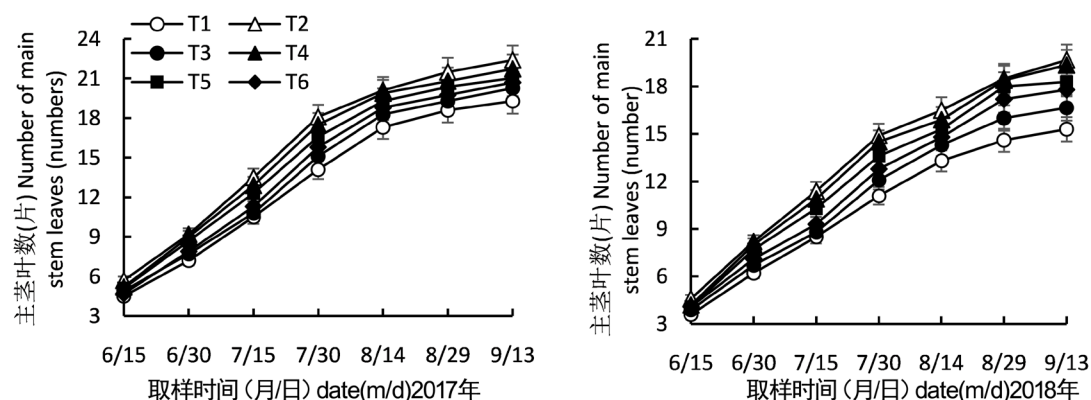 T1 T2
T3 T4
T5 T6
24
21
18
15
12
9
6
3
主茎叶数(片) Number of main
stem leaves (numbers)
6/15 6/30 7/15 7/30 8/14 8/29 9/13
取样时间（月/日）date(m/d)2017年
21
18
15
12
9
6
3
主茎叶数(片) Number of main
stem leaves (number)
6/15 6/30 7/15 7/30 8/14 8/29 9/13
取样时间（月/日）date(m/d)2018年